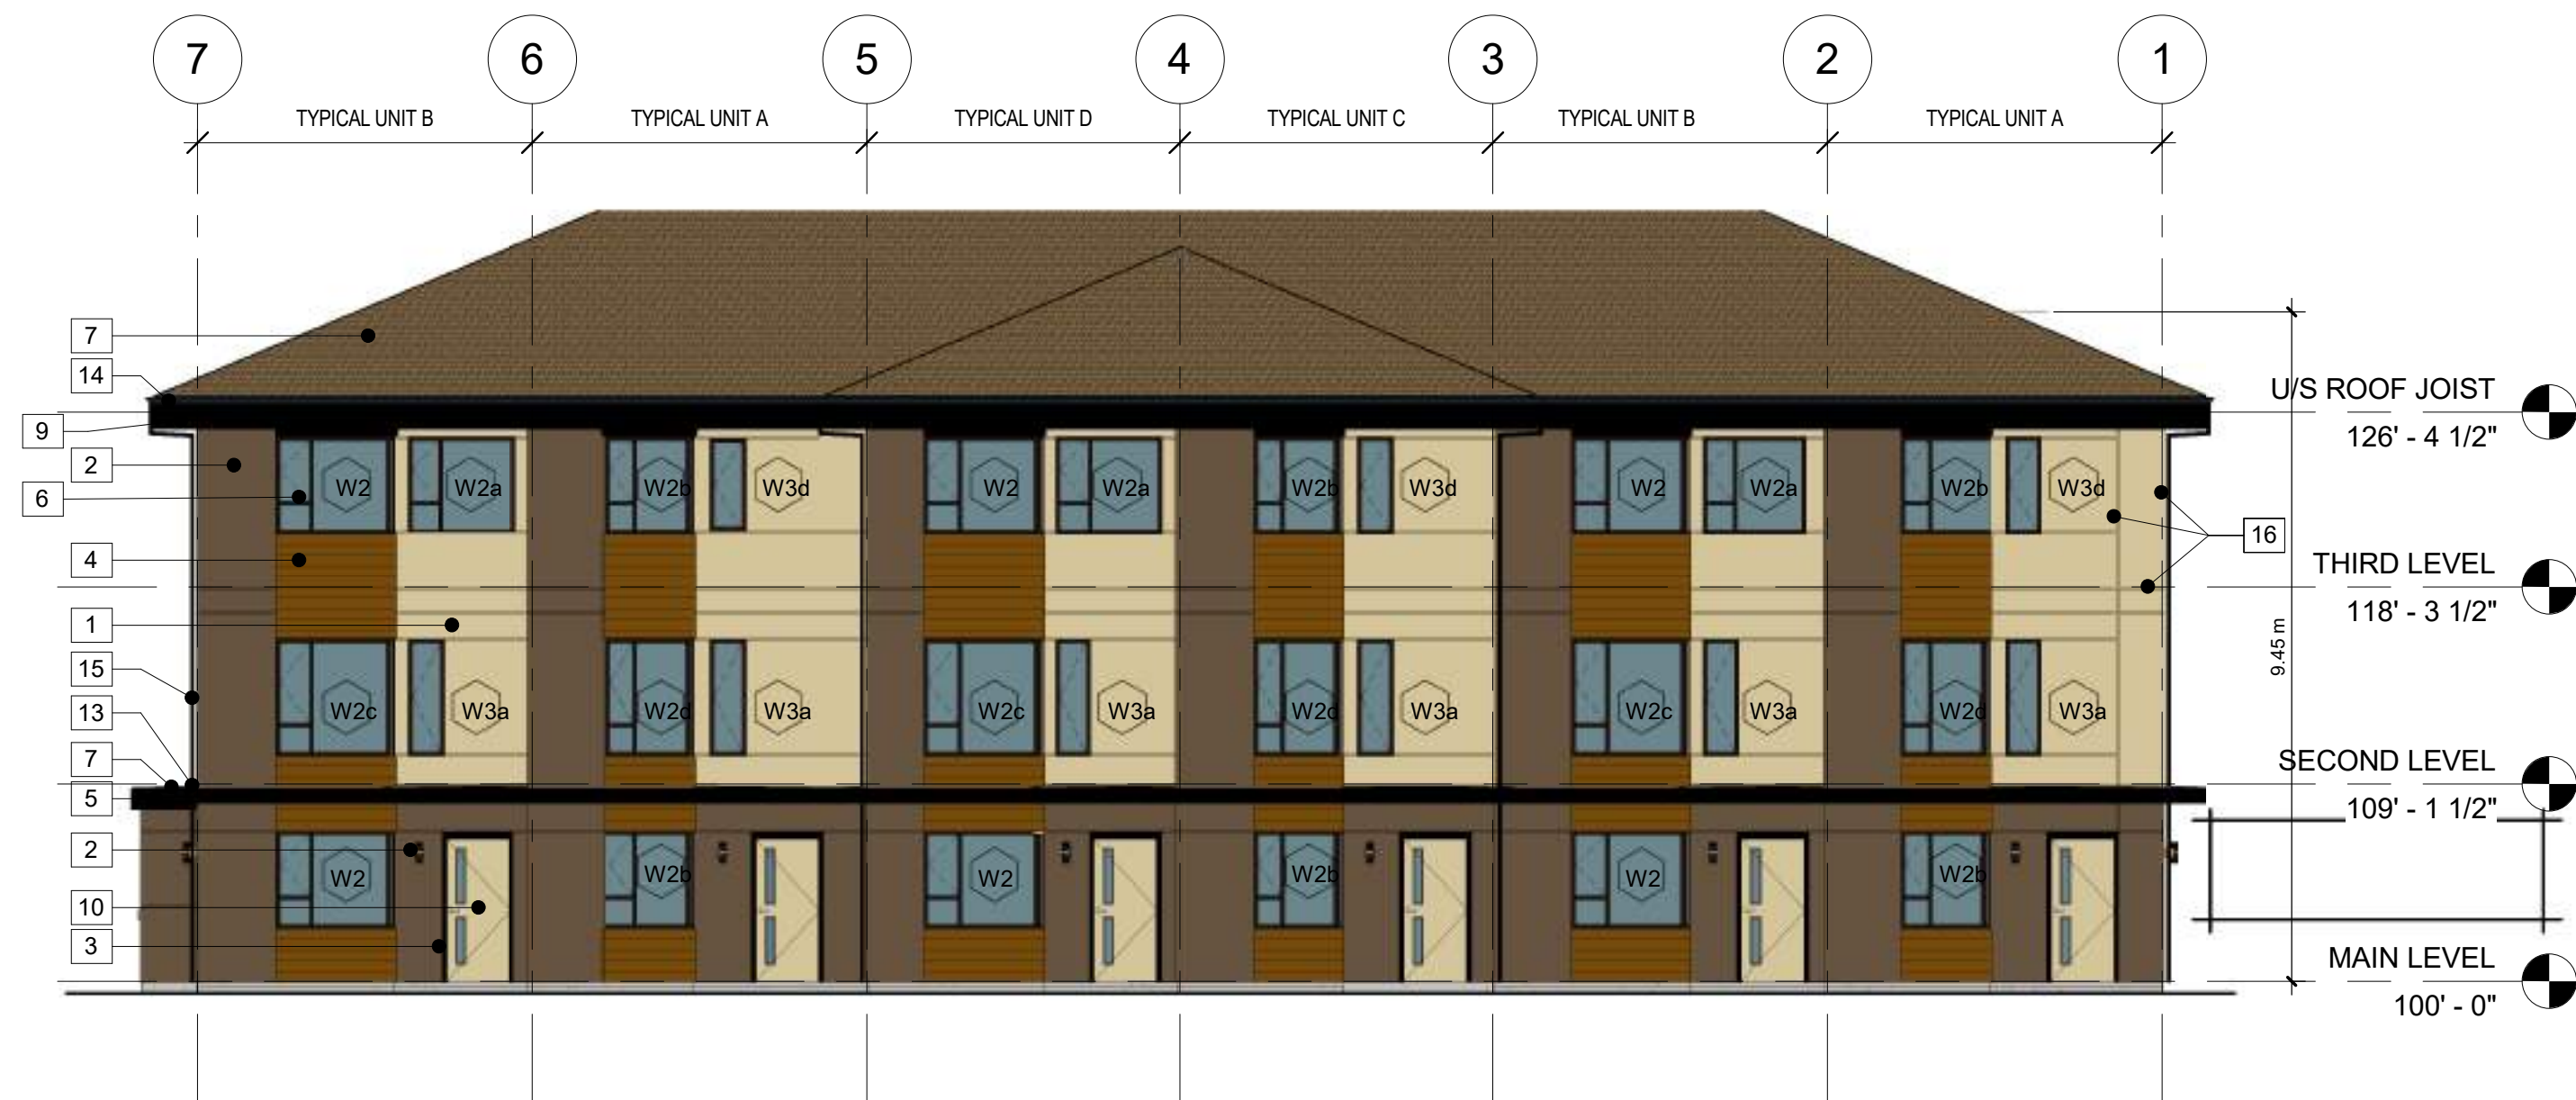 7 6 5 4 3 2 1
TYPICAL UNIT B TYPICAL UNIT A TYPICAL UNIT D TYPICAL UNIT C TYPICAL UNIT B TYPICAL UNIT A
7
14
U/S ROOF JOIST
126' - 4 1/2"
9
2
6
W2 W2a W2b W3d W2 W2a W2b W3d W2 W2a W2b W3d
16
4
THIRD LEVEL
118' - 3 1/2"
1
9.45 m
15
13
W2c W3a W2d W3a W2c W3a W2d W3a W2c W3a W2d W3a
7
SECOND LEVEL
5
109' - 1 1/2"
2
W2 W2b W2 W2b W2 W2b
10
3
MAIN LEVEL
100' - 0"